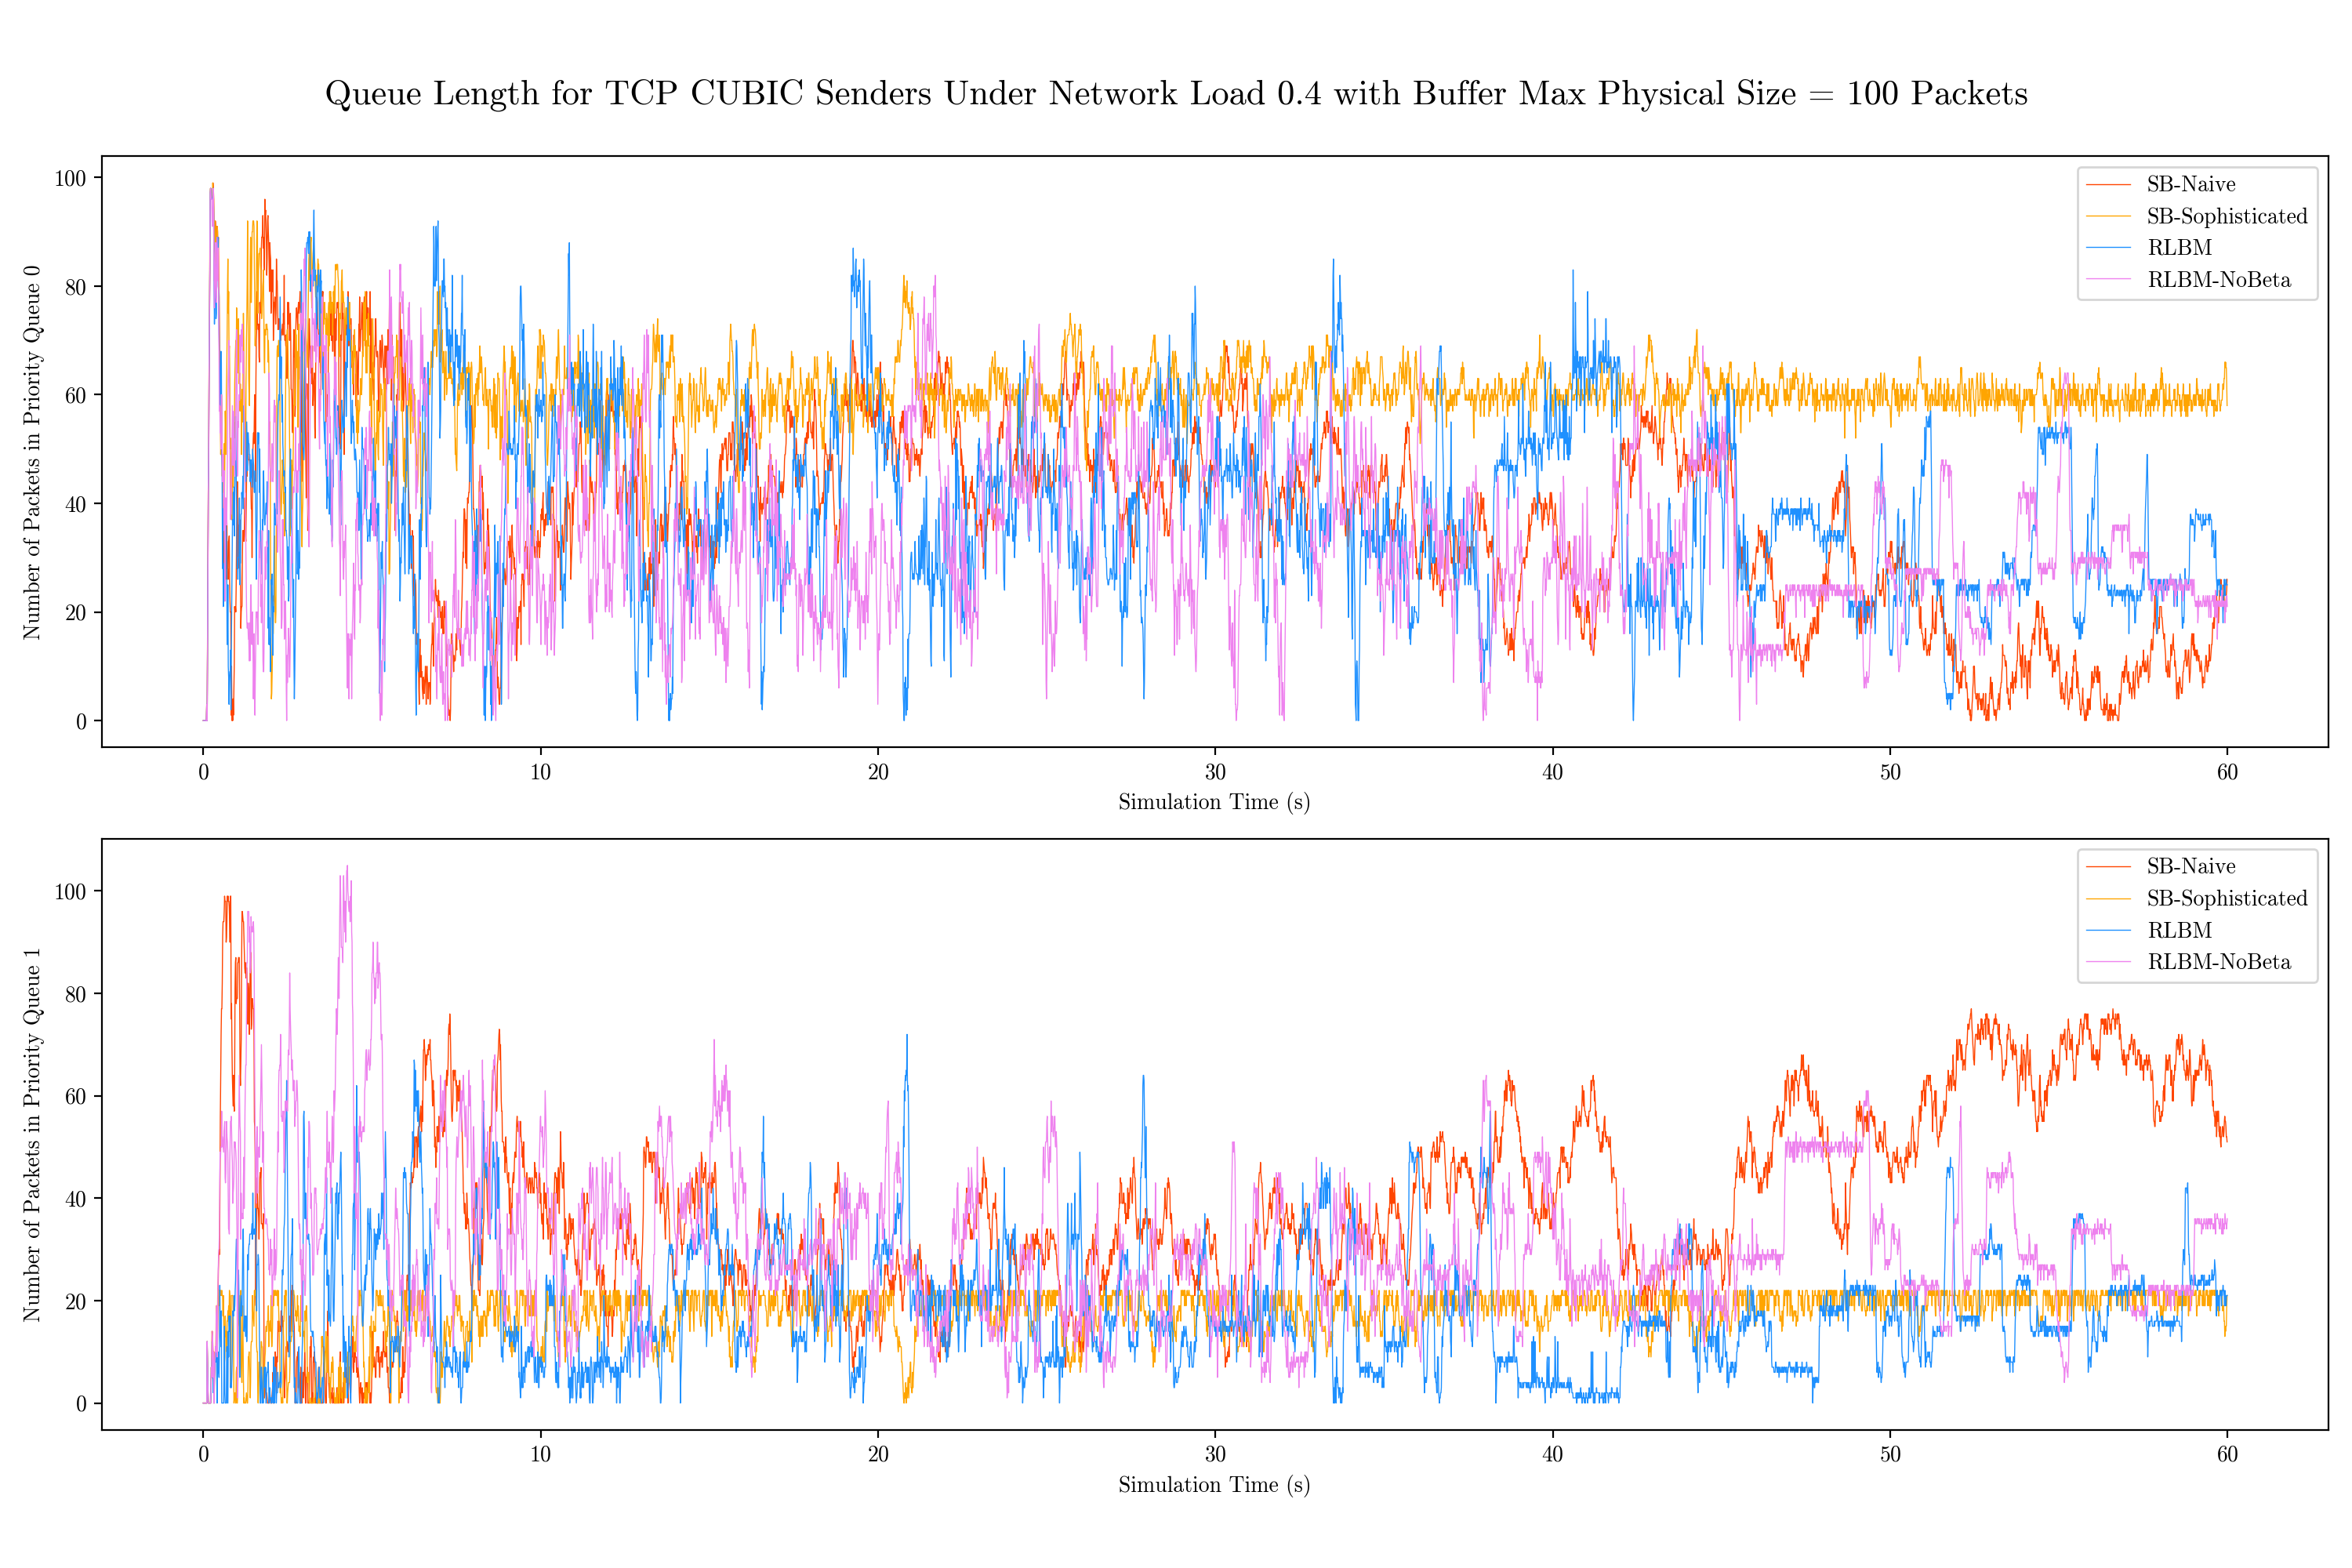 Queue Length for TCP CUBIC Senders Under Network Load 0.4 with Buffer Max Physical Size = 100 Packets
Number of Packets in Priority Queue 0
100
80
60
40
20
0
SB-Naive
SB-Sophisticated
RLBM
RLBM-NoBeta
0 10 20 30 40 50 60
Simulation Time (s)
Number of Packets in Priority Queue 1
100
80
60
40
20
0
SB-Naive
SB-Sophisticated
RLBM
RLBM-NoBeta
0 10 20 30 40 50 60
Simulation Time (s)